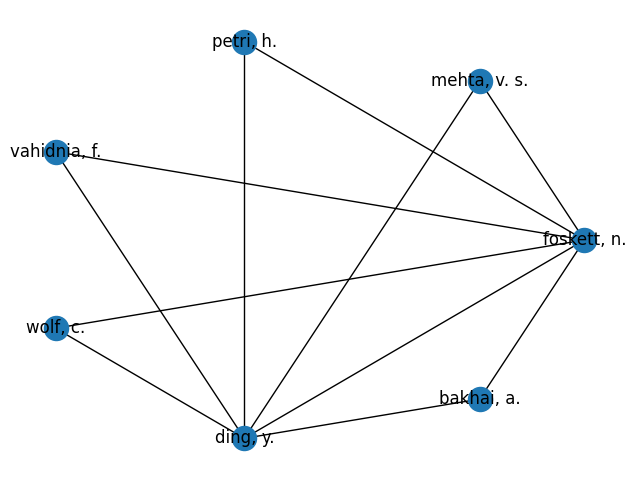 petri, h.
mehta, v. s.
vahidnia, f.
foskett, n.
wolf, c.
bakhai, a.
ding, y.